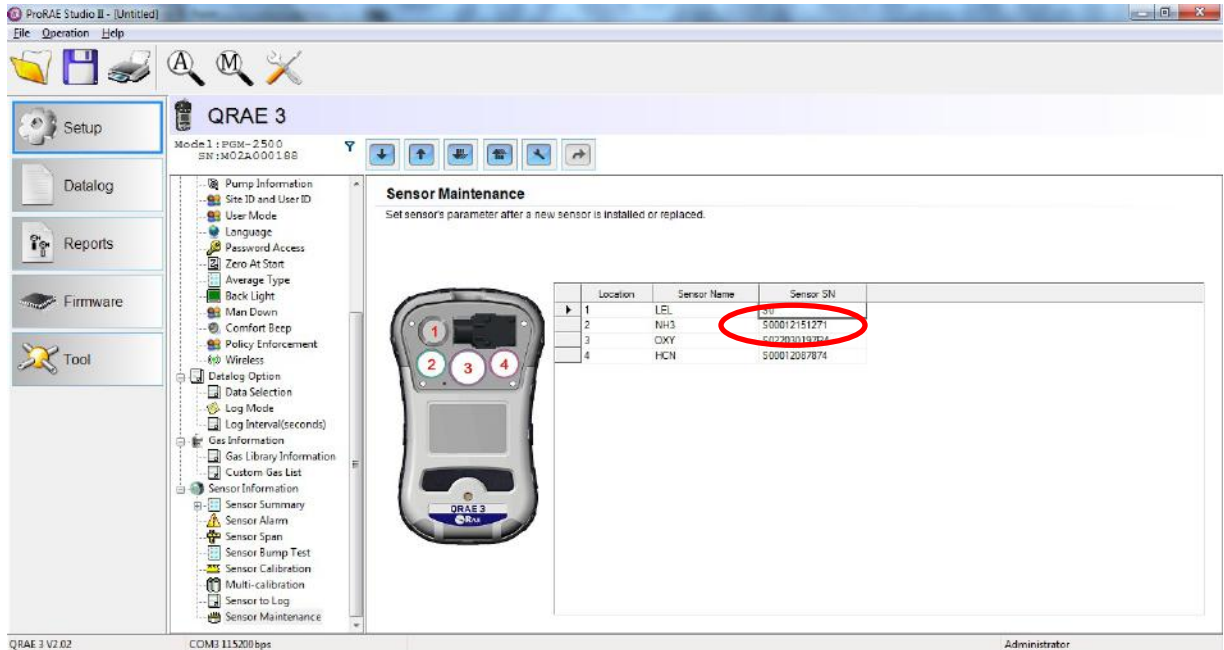 ProRAE Studio II - [Untitled]
File Operation Help
A M
QRAE 3
Model:PGM-2500
SN:M02A000188
Setup
Datalog
Reports
Firmware
Tool
Pump Information
Site ID and User ID
User Mode
Language
Password Access
Zero At Start
Average Type
Back Light
Man Down
Comfort Beep
Policy Enforcement
Wireless
Datalog Option
Data Selection
Log Mode
Log Interval(seconds)
Gas Information
Gas Library Information
Custom Gas List
Sensor Information
Sensor Summary
Sensor Alarm
Sensor Span
Sensor Bump Test
Sensor Calibration
Multi-calibration
Sensor to Log
Sensor Maintenance
Sensor Maintenance
Set sensor's parameter after a new sensor is installed or replaced.
1
2 3 4
QRAE 3
RAE
Location Sensor Name Sensor SN
1 LEL
2 NH3 S00012151271
3 OXY
4 HCN S00012087874
QRAE 3 V2.02 COM3 115200 bps Administrator